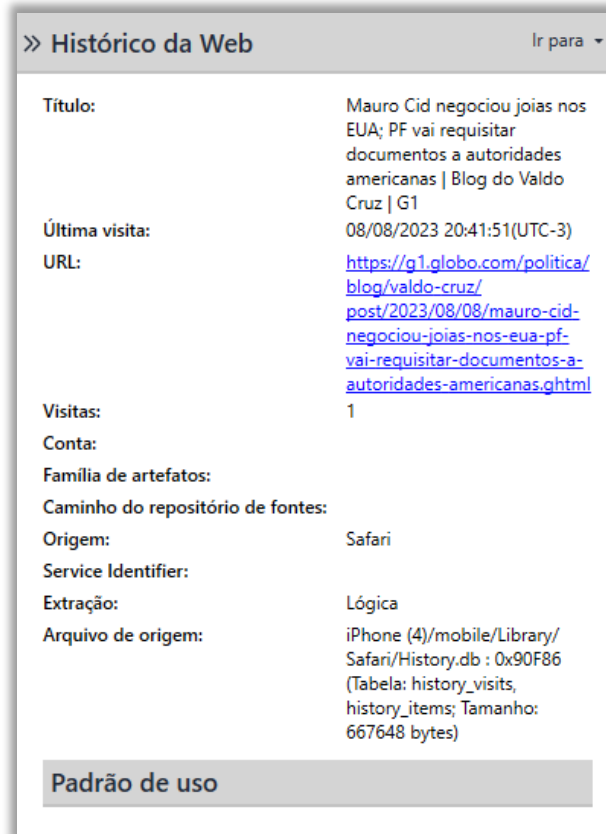 » Histórico da Web
Ir para
Título:
Mauro Cid negociou joias nos
EUA; PF vai requisitar
documentos a autoridades
americanas | Blog do Valdo
Cruz | G1
Última visita:
08/08/2023 20:41:51(UTC-3)
URL:
https://g1.globo.com/politica/
blog/valdo-cruz/
post/2023/08/08/mauro-cid-
negociou-joias-nos-eua-pf-
vai-requisitar-documentos-a-
autoridades-americanas.ghtml
Visitas:
1
Conta:
Família de artefatos:
Caminho do repositório de fontes:
Origem:
Safari
Service Identifier:
Extração:
Lógica
Arquivo de origem:
iPhone (4)/mobile/Library/
Safari/History.db : 0x90F86
(Tabela: history_visits,
history_items; Tamanho:
667648 bytes)
Padrão de uso